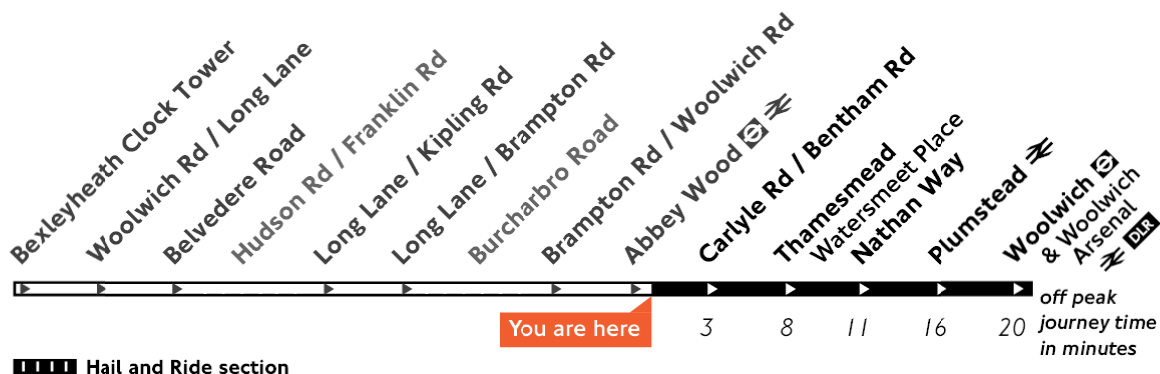 Bexleyheath Clock Tower
Woolwich Rd / Long Lane
Belvedere Road
Hudson Rd / Franklin Rd
Long Lane / Kipling Rd
Long Lane / Brampton Rd
Burcharbro Road
Brampton Rd / Woolwich Rd
Abbey Wood
Carlyle Rd / Bentham Rd
Thamesmead
Watersmeet Place
Nathan Way
Plumstead
Woolwich
& Woolwich
Arsenal
DLR
You are here
3
8
11
16
20
off peak
journey time
in minutes
Hail and Ride section